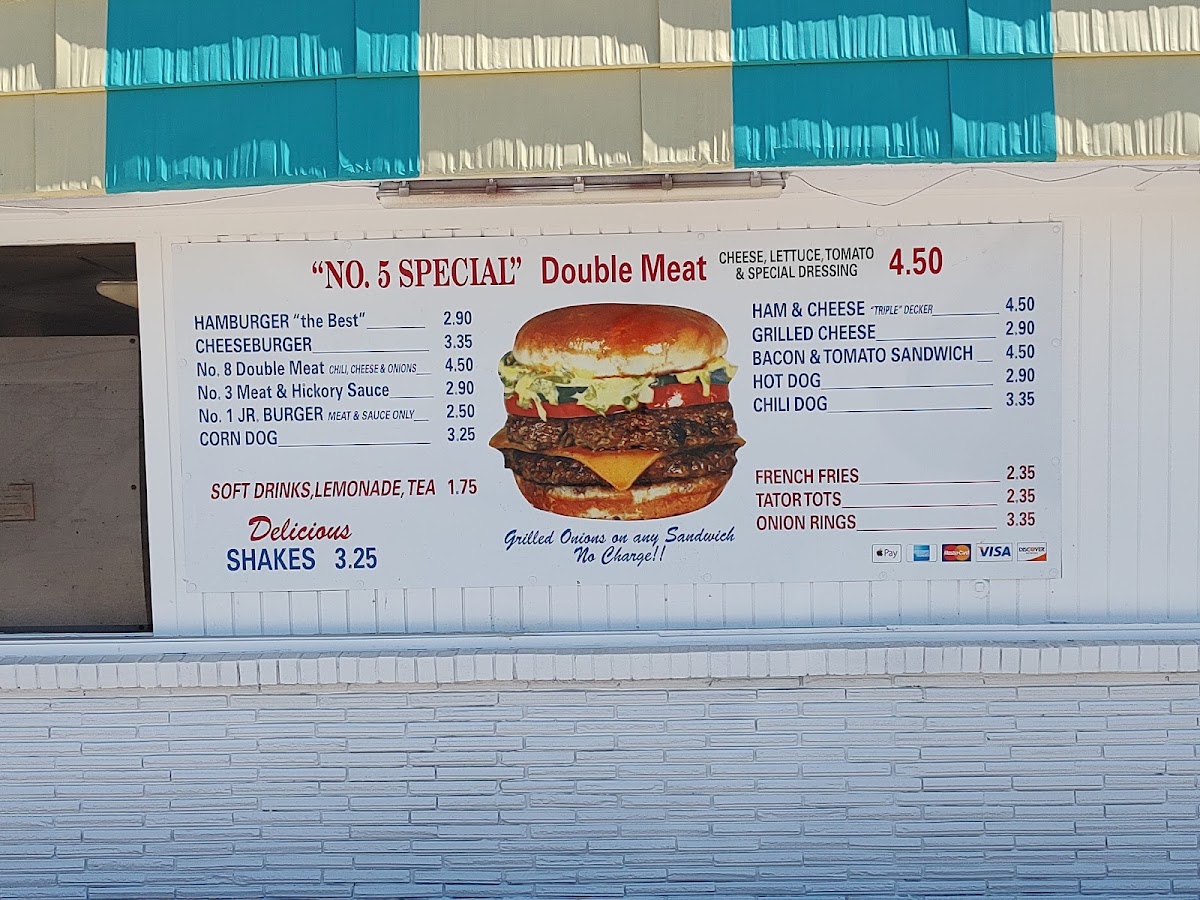 "NO. 5 SPECIAL" Double Meat CHEESE, LETTUCE, TOMATO & SPECIAL DRESSING 4.50
HAMBURGER "the Best" 2.90
CHEESEBURGER 3.35
No. 8 Double Meat CHILI, CHEESE & ONIONS 4.50
No. 3 Meat & Hickory Sauce 2.90
No. 1 JR. BURGER MEAT & SAUCE ONLY 2.50
CORN DOG 3.25
SOFT DRINKS, LEMONADE, TEA 1.75
Delicious
SHAKES 3.25
Grilled Onions on any Sandwich
No Charge!!
HAM & CHEESE "TRIPLE" DECKER 4.50
GRILLED CHEESE 2.90
BACON & TOMATO SANDWICH 4.50
HOT DOG 2.90
CHILI DOG 3.35
FRENCH FRIES 2.35
TATOR TOTS 2.35
ONION RINGS 3.35
Pay MasterCard VISA DISCOVER